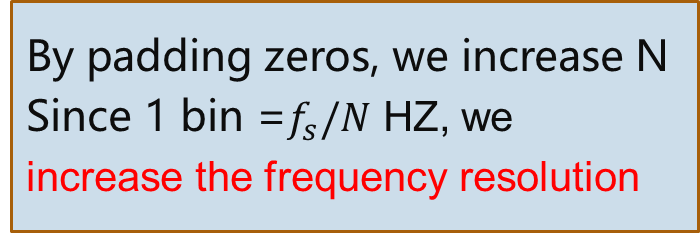 By padding zeros, we increase N
Since 1 bin =𝑓ₛ/𝑁 HZ, we
increase the frequency resolution